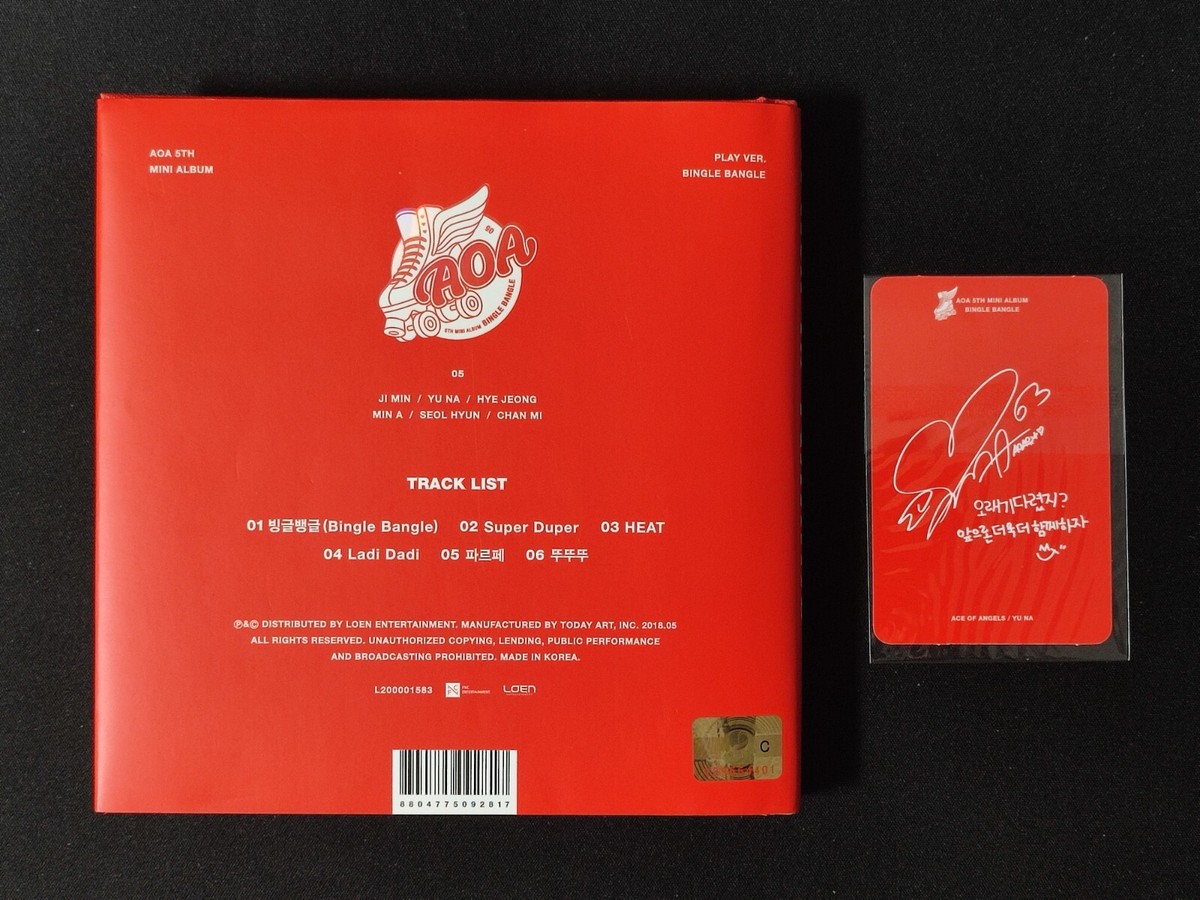 AOA 5TH
MINI ALBUM
PLAY VER.
BINGLE BANGLE
AOA
5TH MINI ALBUM BINGLE BANGLE
05
JI MIN / YU NA / HYE JEONG
MIN A / SEOL HYUN / CHAN MI
TRACK LIST
01 빙글뱅글(Bingle Bangle) 02 Super Duper 03 HEAT
04 Ladi Dadi 05 파르페 06 뚜뚜뚜
℗&© DISTRIBUTED BY LOEN ENTERTAINMENT. MANUFACTURED BY TODAY ART, INC. 2018.05
ALL RIGHTS RESERVED. UNAUTHORIZED COPYING, LENDING, PUBLIC PERFORMANCE
AND BROADCASTING PROHIBITED. MADE IN KOREA.
L200001583 FNC ENTERTAINMENT LOEN
8804775092817
C
AOA 5TH MINI ALBUM
BINGLE BANGLE
오래기다렸지?
앞으론더욱더함께하자
ACE OF ANGELS / YU NA